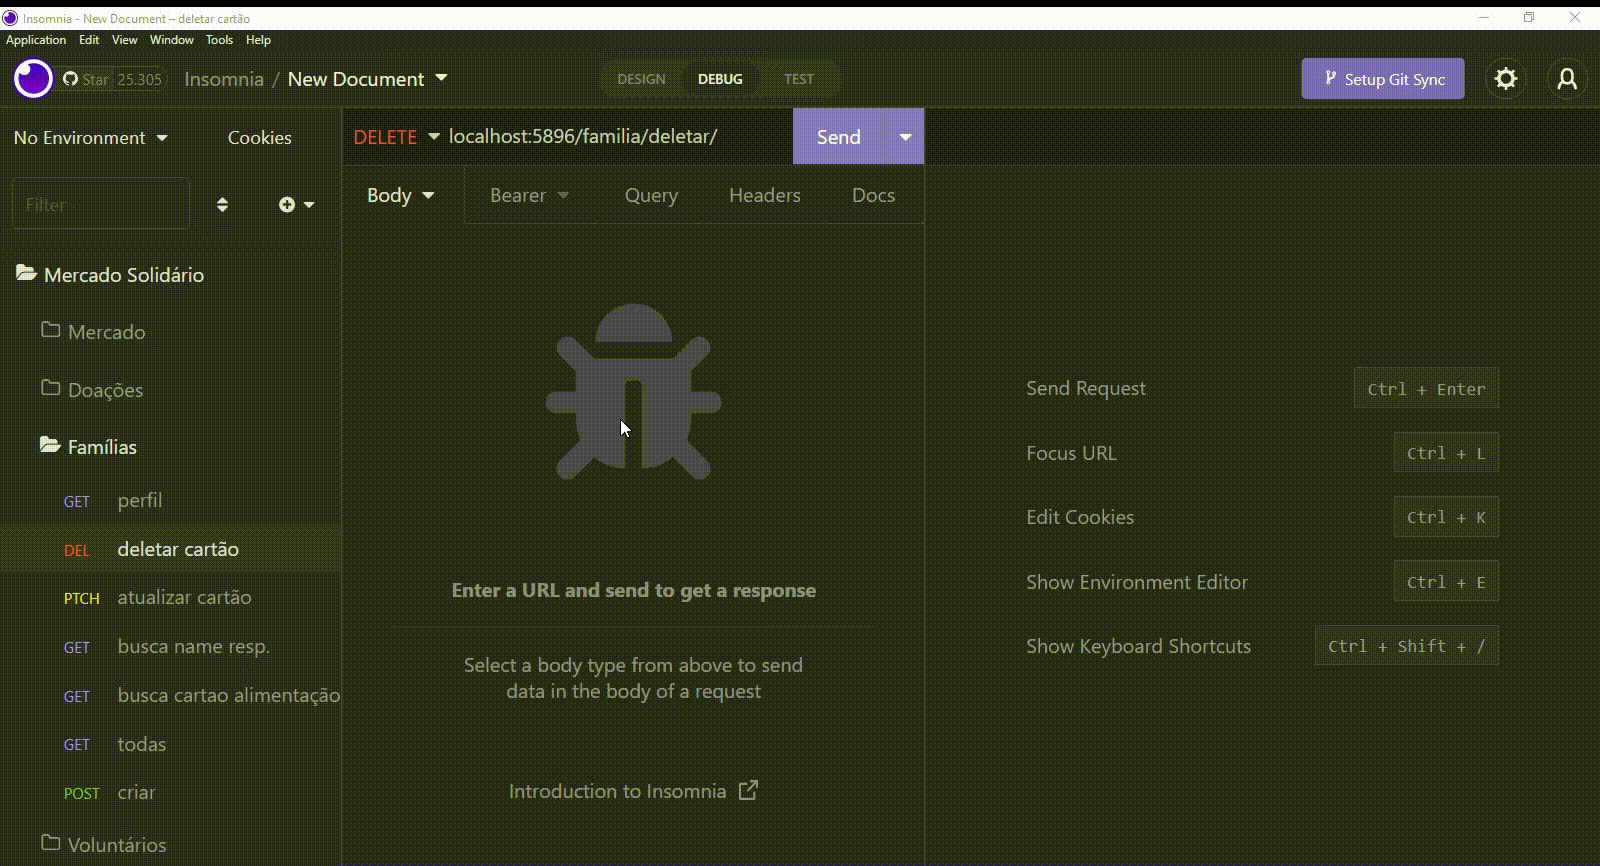 Insomnia - New Document – deletar cartão
Application Edit View Window Tools Help
Star 25.305 Insomnia / New Document DESIGN DEBUG TEST Setup Git Sync
No Environment Cookies
DELETE localhost:5896/familia/deletar/ Send
Filter
Body Bearer Query Headers Docs
Mercado Solidário
Mercado
Doações
Famílias
GET perfil
DEL deletar cartão
PTCH atualizar cartão
GET busca name resp.
GET busca cartao alimentação
GET todas
POST criar
Voluntários
Enter a URL and send to get a response
Select a body type from above to send
data in the body of a request
Introduction to Insomnia
Send Request Ctrl + Enter
Focus URL Ctrl + L
Edit Cookies Ctrl + K
Show Environment Editor Ctrl + E
Show Keyboard Shortcuts Ctrl + Shift + /